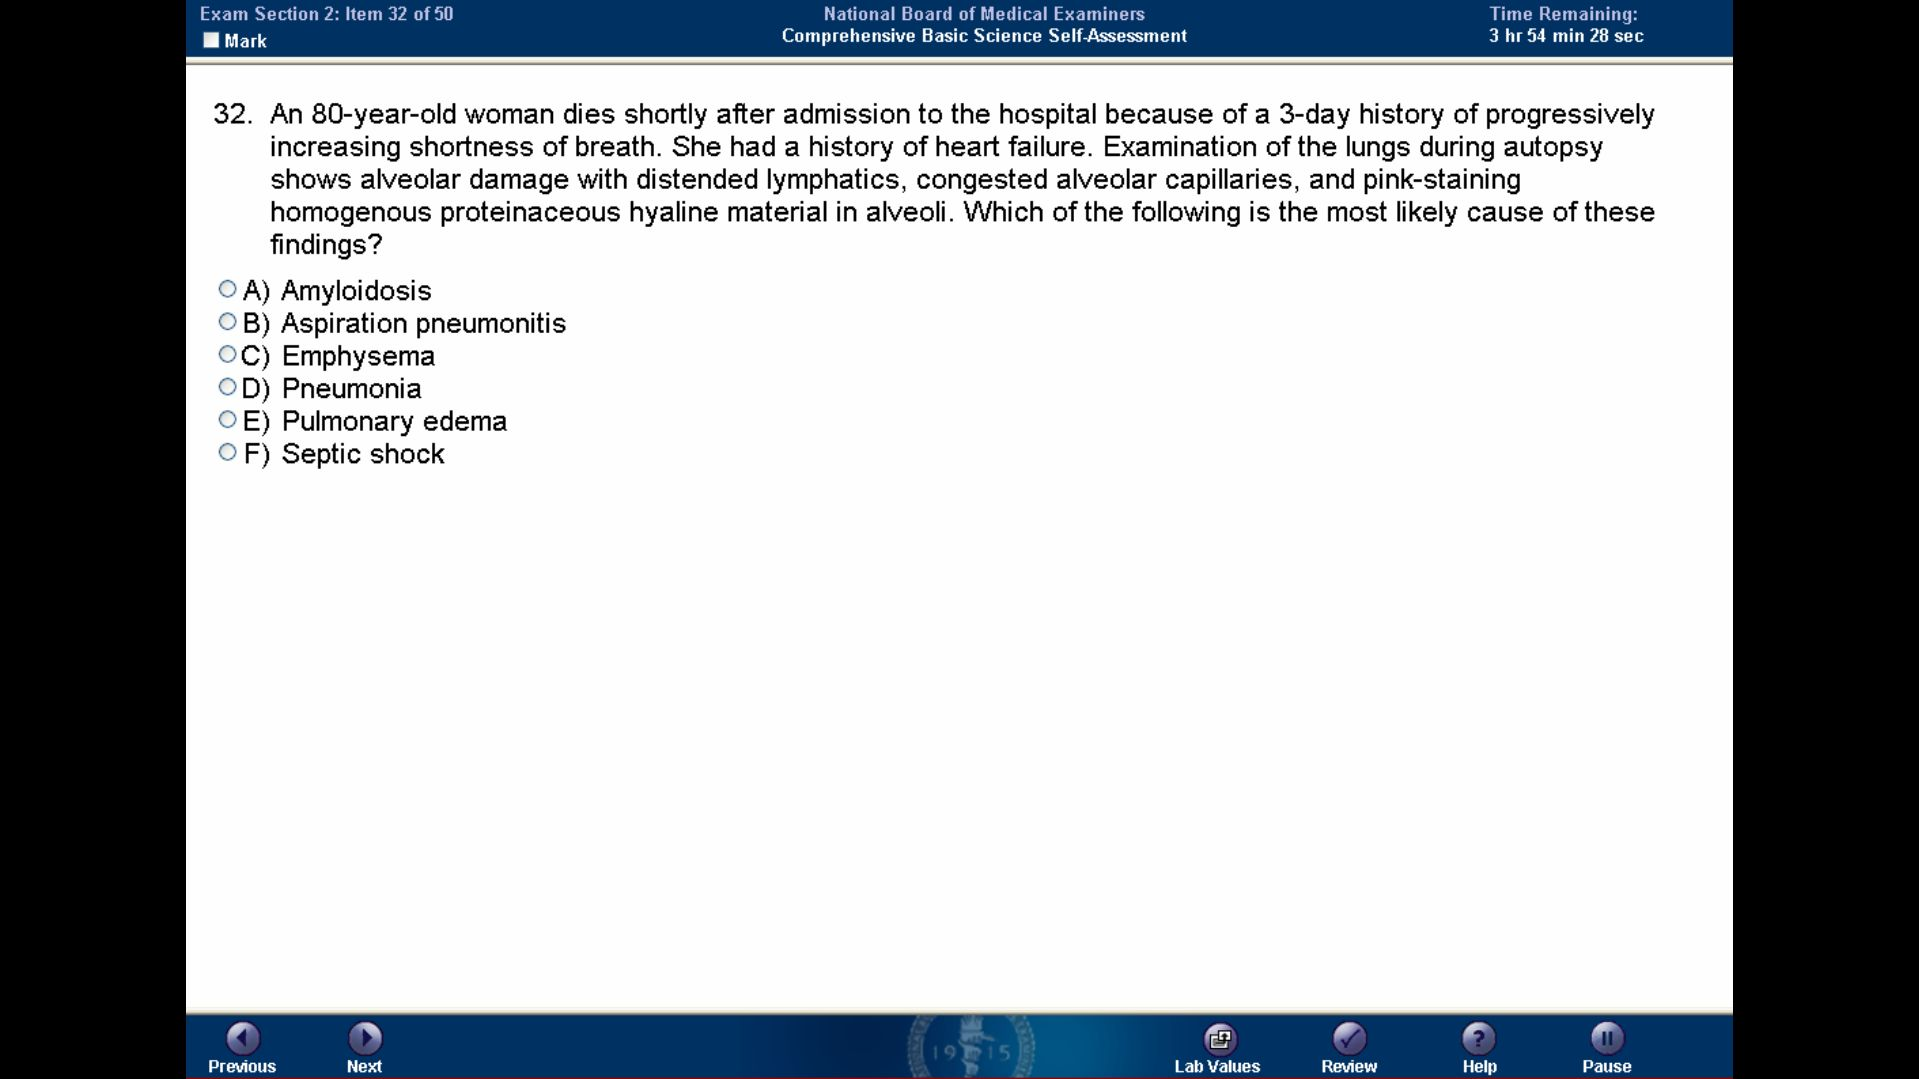 Exam Section 2: Item 32 of 50
National Board of Medical Examiners
Time Remaining:
Mark
Comprehensive Basic Science Self-Assessment
3 hr 54 min 28 sec
32. An 80-year-old woman dies shortly after admission to the hospital because of a 3-day history of progressively
increasing shortness of breath. She had a history of heart failure. Examination of the lungs during autopsy
shows alveolar damage with distended lymphatics, congested alveolar capillaries, and pink-staining
homogenous proteinaceous hyaline material in alveoli. Which of the following is the most likely cause of these
findings?
A) Amyloidosis
B) Aspiration pneumonitis
C) Emphysema
D) Pneumonia
E) Pulmonary edema
F) Septic shock
1915
Previous
Next
Lab Values
Review
Help
Pause